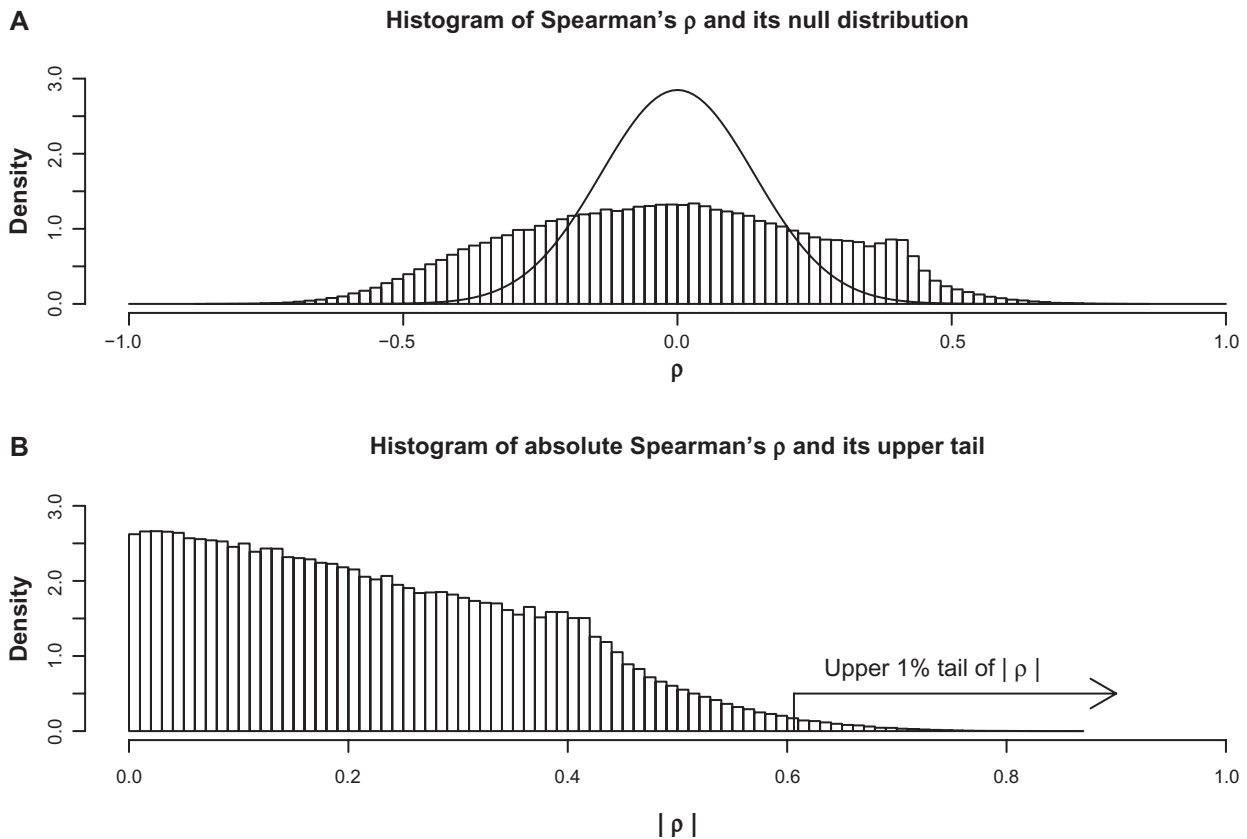 A
Histogram of Spearman's ρ and its null distribution
Density
3.0
2.0
1.0
0.0
−1.0 −0.5 0.0 0.5 1.0
ρ
B
Histogram of absolute Spearman's ρ and its upper tail
Density
3.0
2.0
1.0
0.0
Upper 1% tail of | ρ |
0.0 0.2 0.4 0.6 0.8 1.0
| ρ |